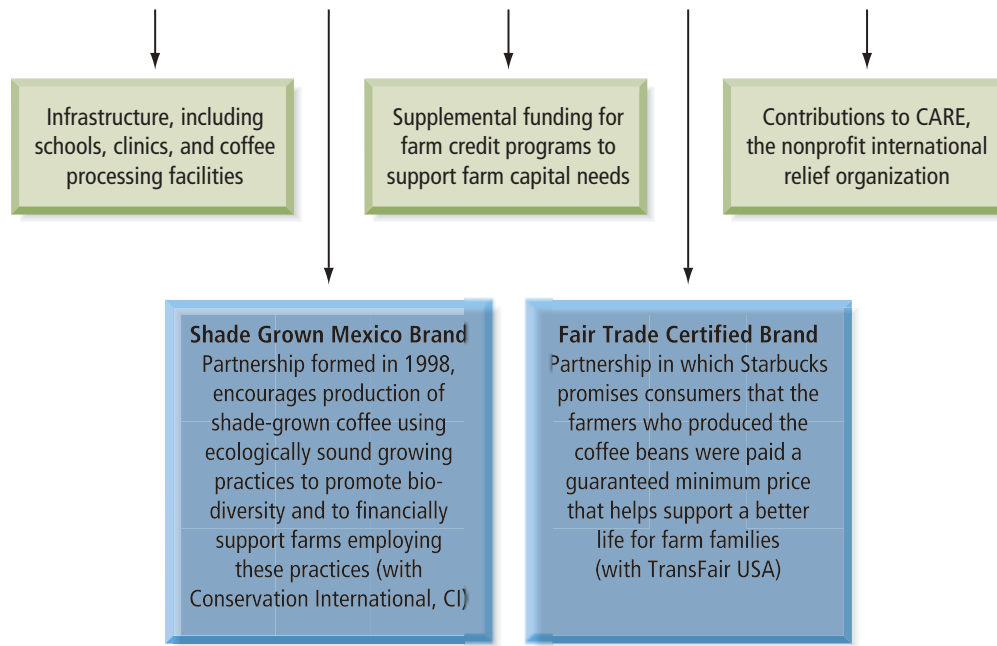 Infrastructure, including
schools, clinics, and coffee
processing facilities
Supplemental funding for
farm credit programs to
support farm capital needs
Contributions to CARE,
the nonprofit international
relief organization
Shade Grown Mexico Brand
Partnership formed in 1998,
encourages production of
shade-grown coffee using
ecologically sound growing
practices to promote bio-
diversity and to financially
support farms employing
these practices (with
Conservation International, CI)
Fair Trade Certified Brand
Partnership in which Starbucks
promises consumers that the
farmers who produced the
coffee beans were paid a
guaranteed minimum price
that helps support a better
life for farm families
(with TransFair USA)